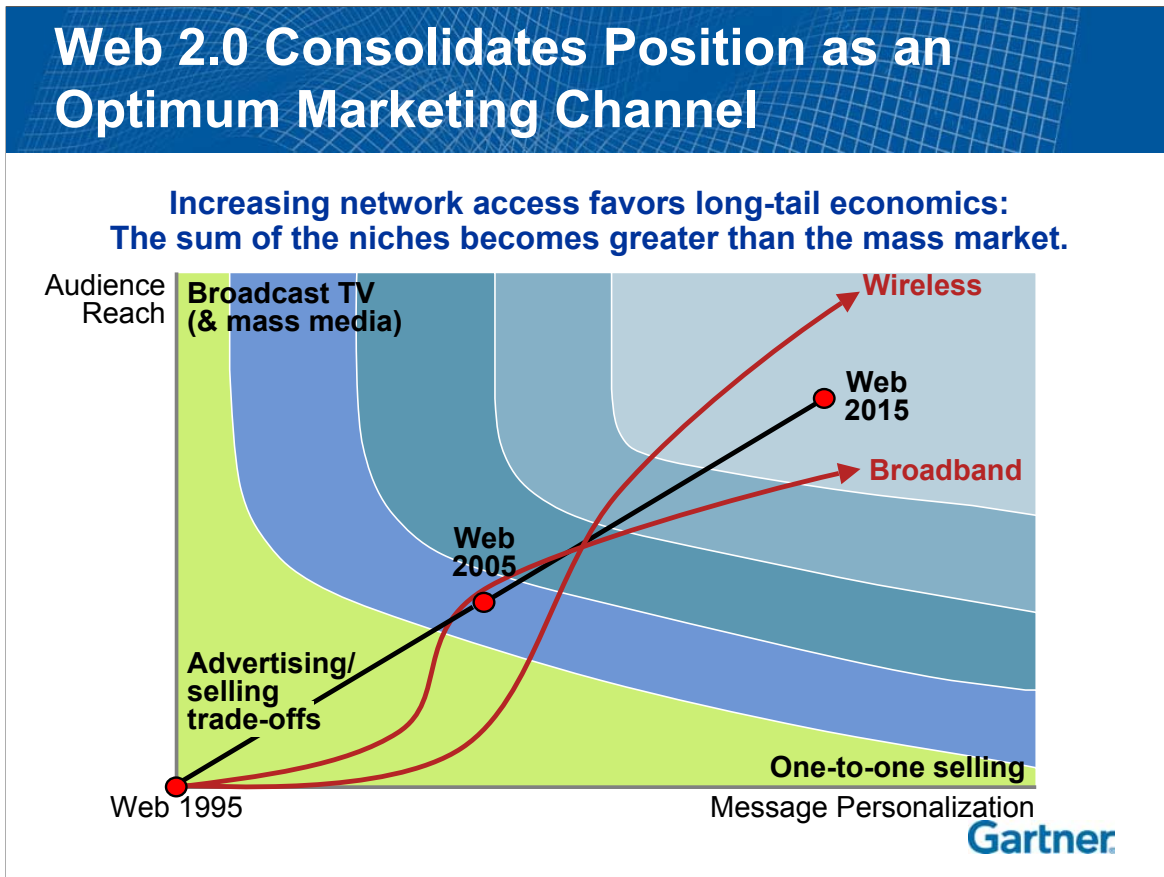 Web 2.0 Consolidates Position as an
Optimum Marketing Channel
Increasing network access favors long-tail economics:
The sum of the niches becomes greater than the mass market.
Audience
Reach
Broadcast TV
(& mass media)
Wireless
Web
2015
Broadband
Web
2005
Advertising/
selling
trade-offs
One-to-one selling
Web 1995
Message Personalization
Gartner